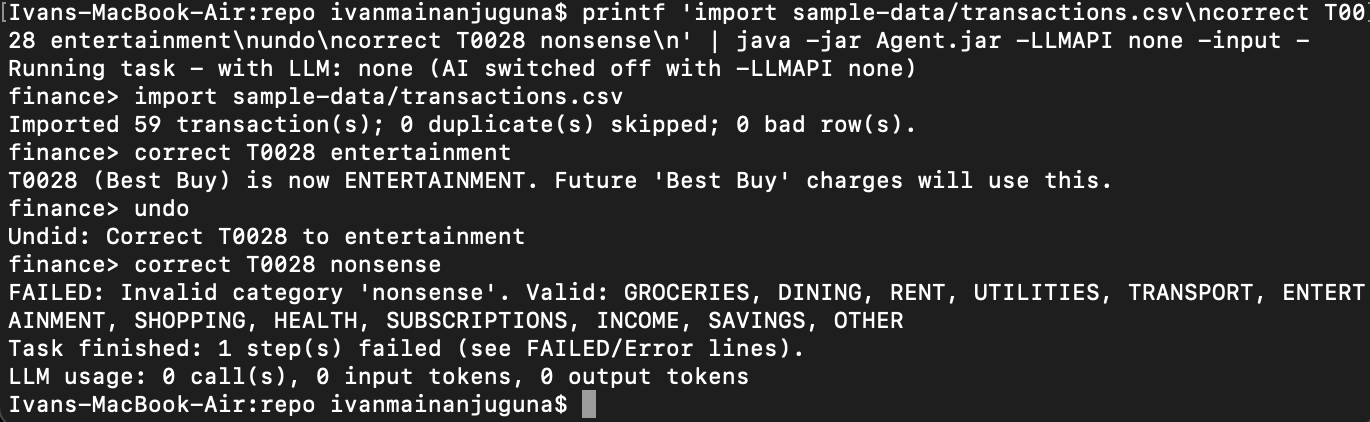 [Ivans-MacBook-Air:repo ivanmainanjuguna$ printf 'import sample-data/transactions.csv\ncorrect T00
28 entertainment\nundo\ncorrect T0028 nonsense\n' | java -jar Agent.jar -LLMAPI none -input -
Running task - with LLM: none (AI switched off with -LLMAPI none)
finance> import sample-data/transactions.csv
Imported 59 transaction(s); 0 duplicate(s) skipped; 0 bad row(s).
finance> correct T0028 entertainment
T0028 (Best Buy) is now ENTERTAINMENT. Future 'Best Buy' charges will use this.
finance> undo
Undid: Correct T0028 to entertainment
finance> correct T0028 nonsense
FAILED: Invalid category 'nonsense'. Valid: GROCERIES, DINING, RENT, UTILITIES, TRANSPORT, ENTERT
AINMENT, SHOPPING, HEALTH, SUBSCRIPTIONS, INCOME, SAVINGS, OTHER
Task finished: 1 step(s) failed (see FAILED/Error lines).
LLM usage: 0 call(s), 0 input tokens, 0 output tokens
Ivans-MacBook-Air:repo ivanmainanjuguna$